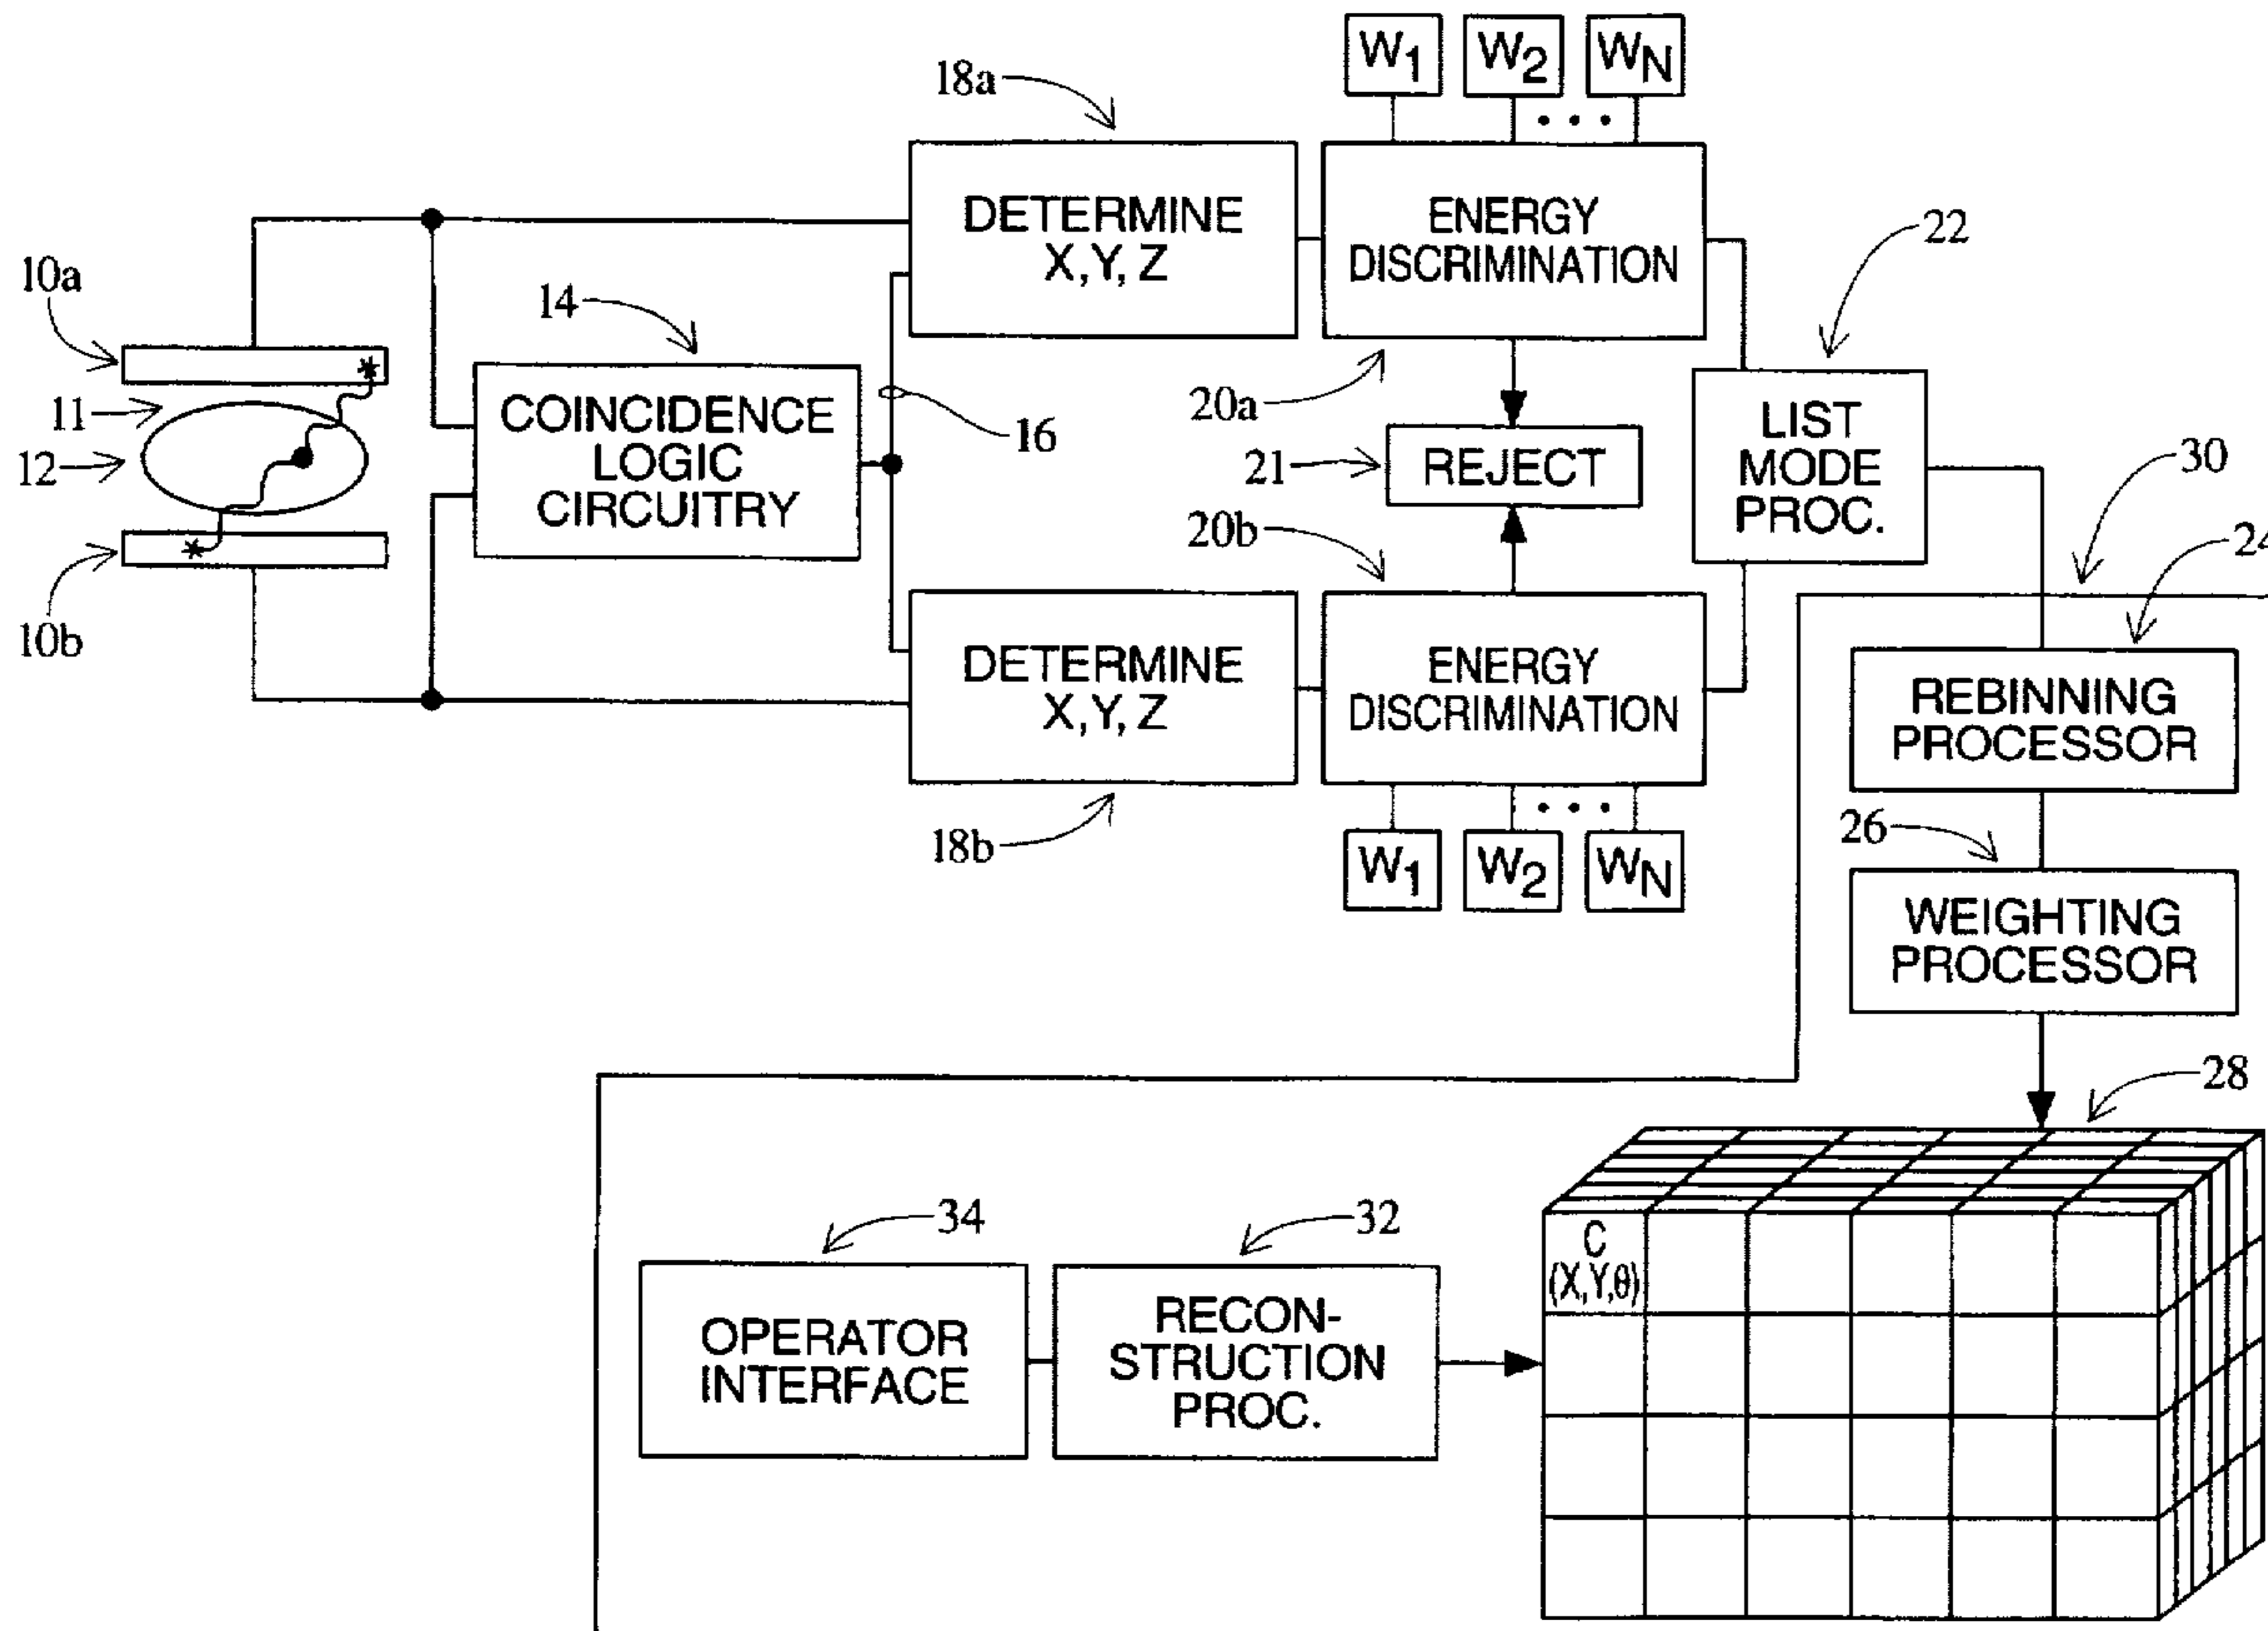 W1
W2
WN
18a
DETERMINE
X, Y, Z
ENERGY
DISCRIMINATION
22
10a
14
11
12
COINCIDENCE
LOGIC
CIRCUITRY
16
20a
21
REJECT
20b
LIST
MODE
PROC.
30
10b
DETERMINE
X, Y, Z
ENERGY
DISCRIMINATION
18b
W1
W2
WN
REBINNING
PROCESSOR
26
WEIGHTING
PROCESSOR
28
34
OPERATOR
INTERFACE
32
RECON-
STRUCTION
PROC.
C
(X,Y,θ)